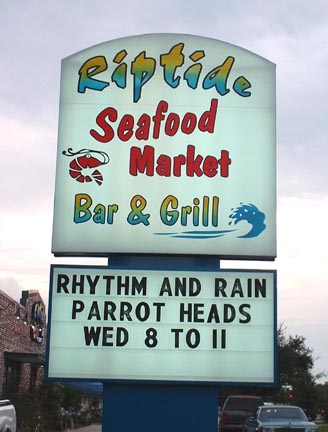 Riptide
Seafood
Market
Bar & Grill
RHYTHM AND RAIN
PARROT HEADS
WED 8 TO 11